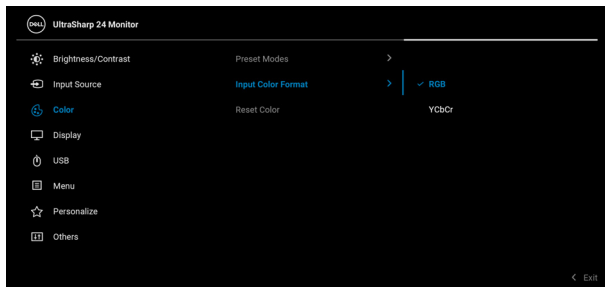 DELL UltraSharp 24 Monitor
Brightness/Contrast Preset Modes
Input Source Input Color Format RGB
Color Reset Color YCbCr
Display
USB
Menu
Personalize
Others
Exit